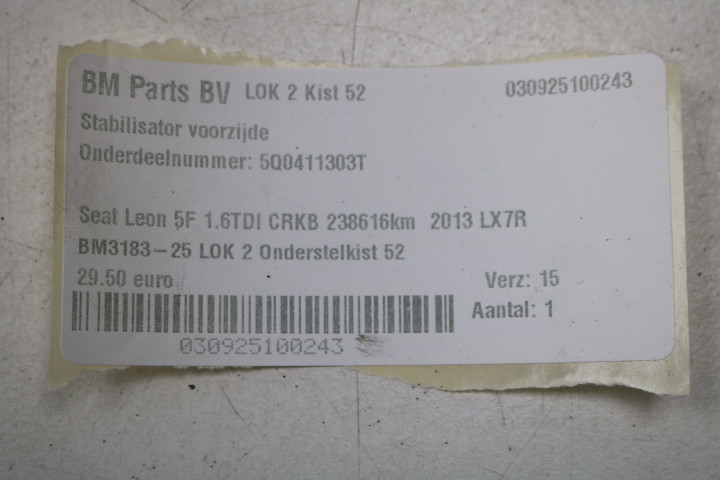 BM Parts BV LOK 2 Kist 52 030925100243
Stabilisator voorzijde
Onderdeelnummer: 5Q0411303T
Seat Leon 5F 1.6TDI CRKB 238616km 2013 LX7R
BM3183-25 LOK 2 Onderstelkist 52
29.50 euro Verz: 15
Aantal: 1
030925100243